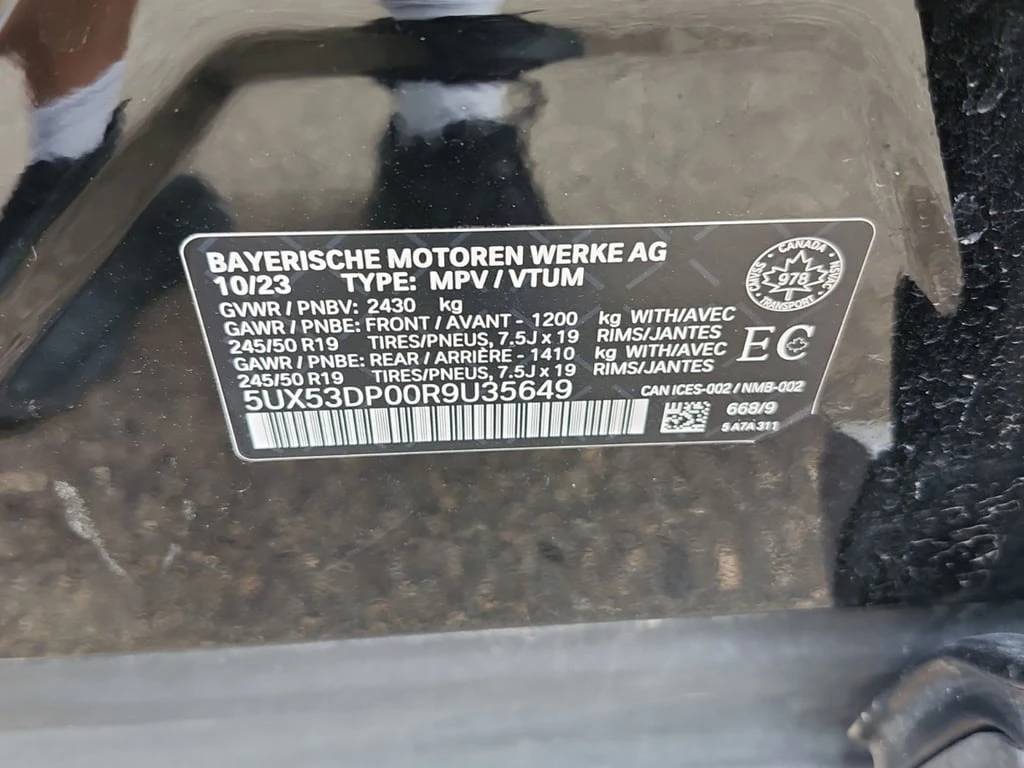 BAYERISCHE MOTOREN WERKE AG
10/23 TYPE: MPV / VTUM
GVWR / PNBV: 2430 kg
GAWR / PNBE: FRONT / AVANT - 1200 kg WITH/AVEC
245/50 R19 TIRES/PNEUS, 7.5J x 19 RIMS/JANTES
GAWR / PNBE: REAR / ARRIÈRE - 1410 kg WITH/AVEC
245/50 R19 TIRES/PNEUS, 7.5J x 19 RIMS/JANTES
5UX53DP00R9U35649
CANADA
978
TRANSPORT
CMVSS
NSVAC
EC
CAN ICES-002 / NMB-002
668/9
5A7A311